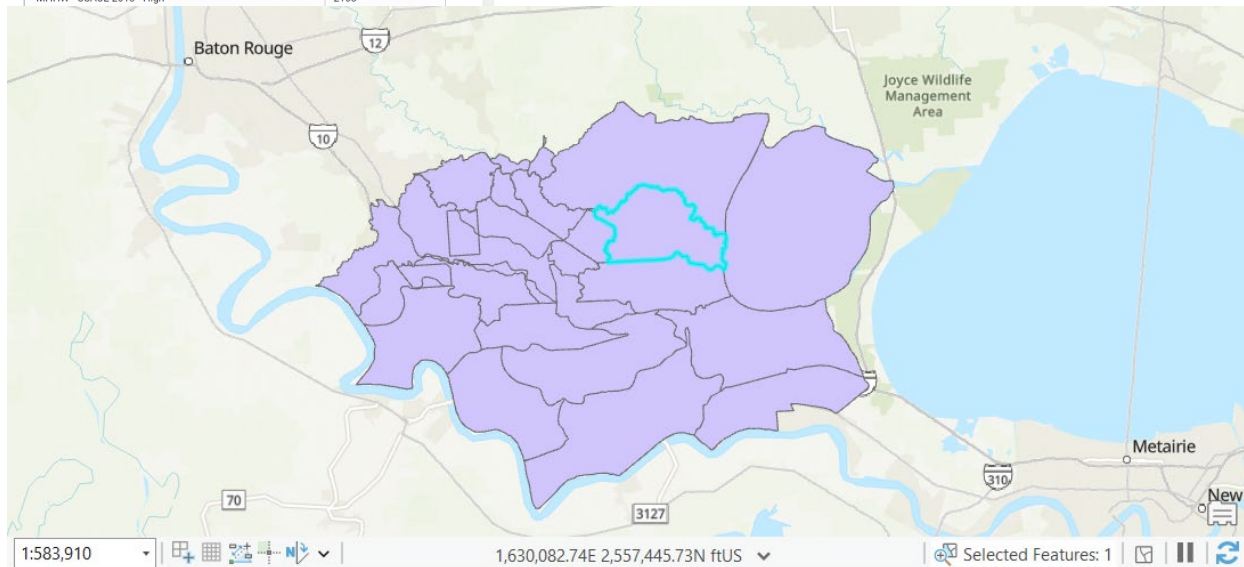 Baton Rouge
12
10
Joyce Wildlife
Management
Area
Metairie
310
New
70
3127
1:583,910
N
1,630,082.74E 2,557,445.73N ftUS
Selected Features: 1